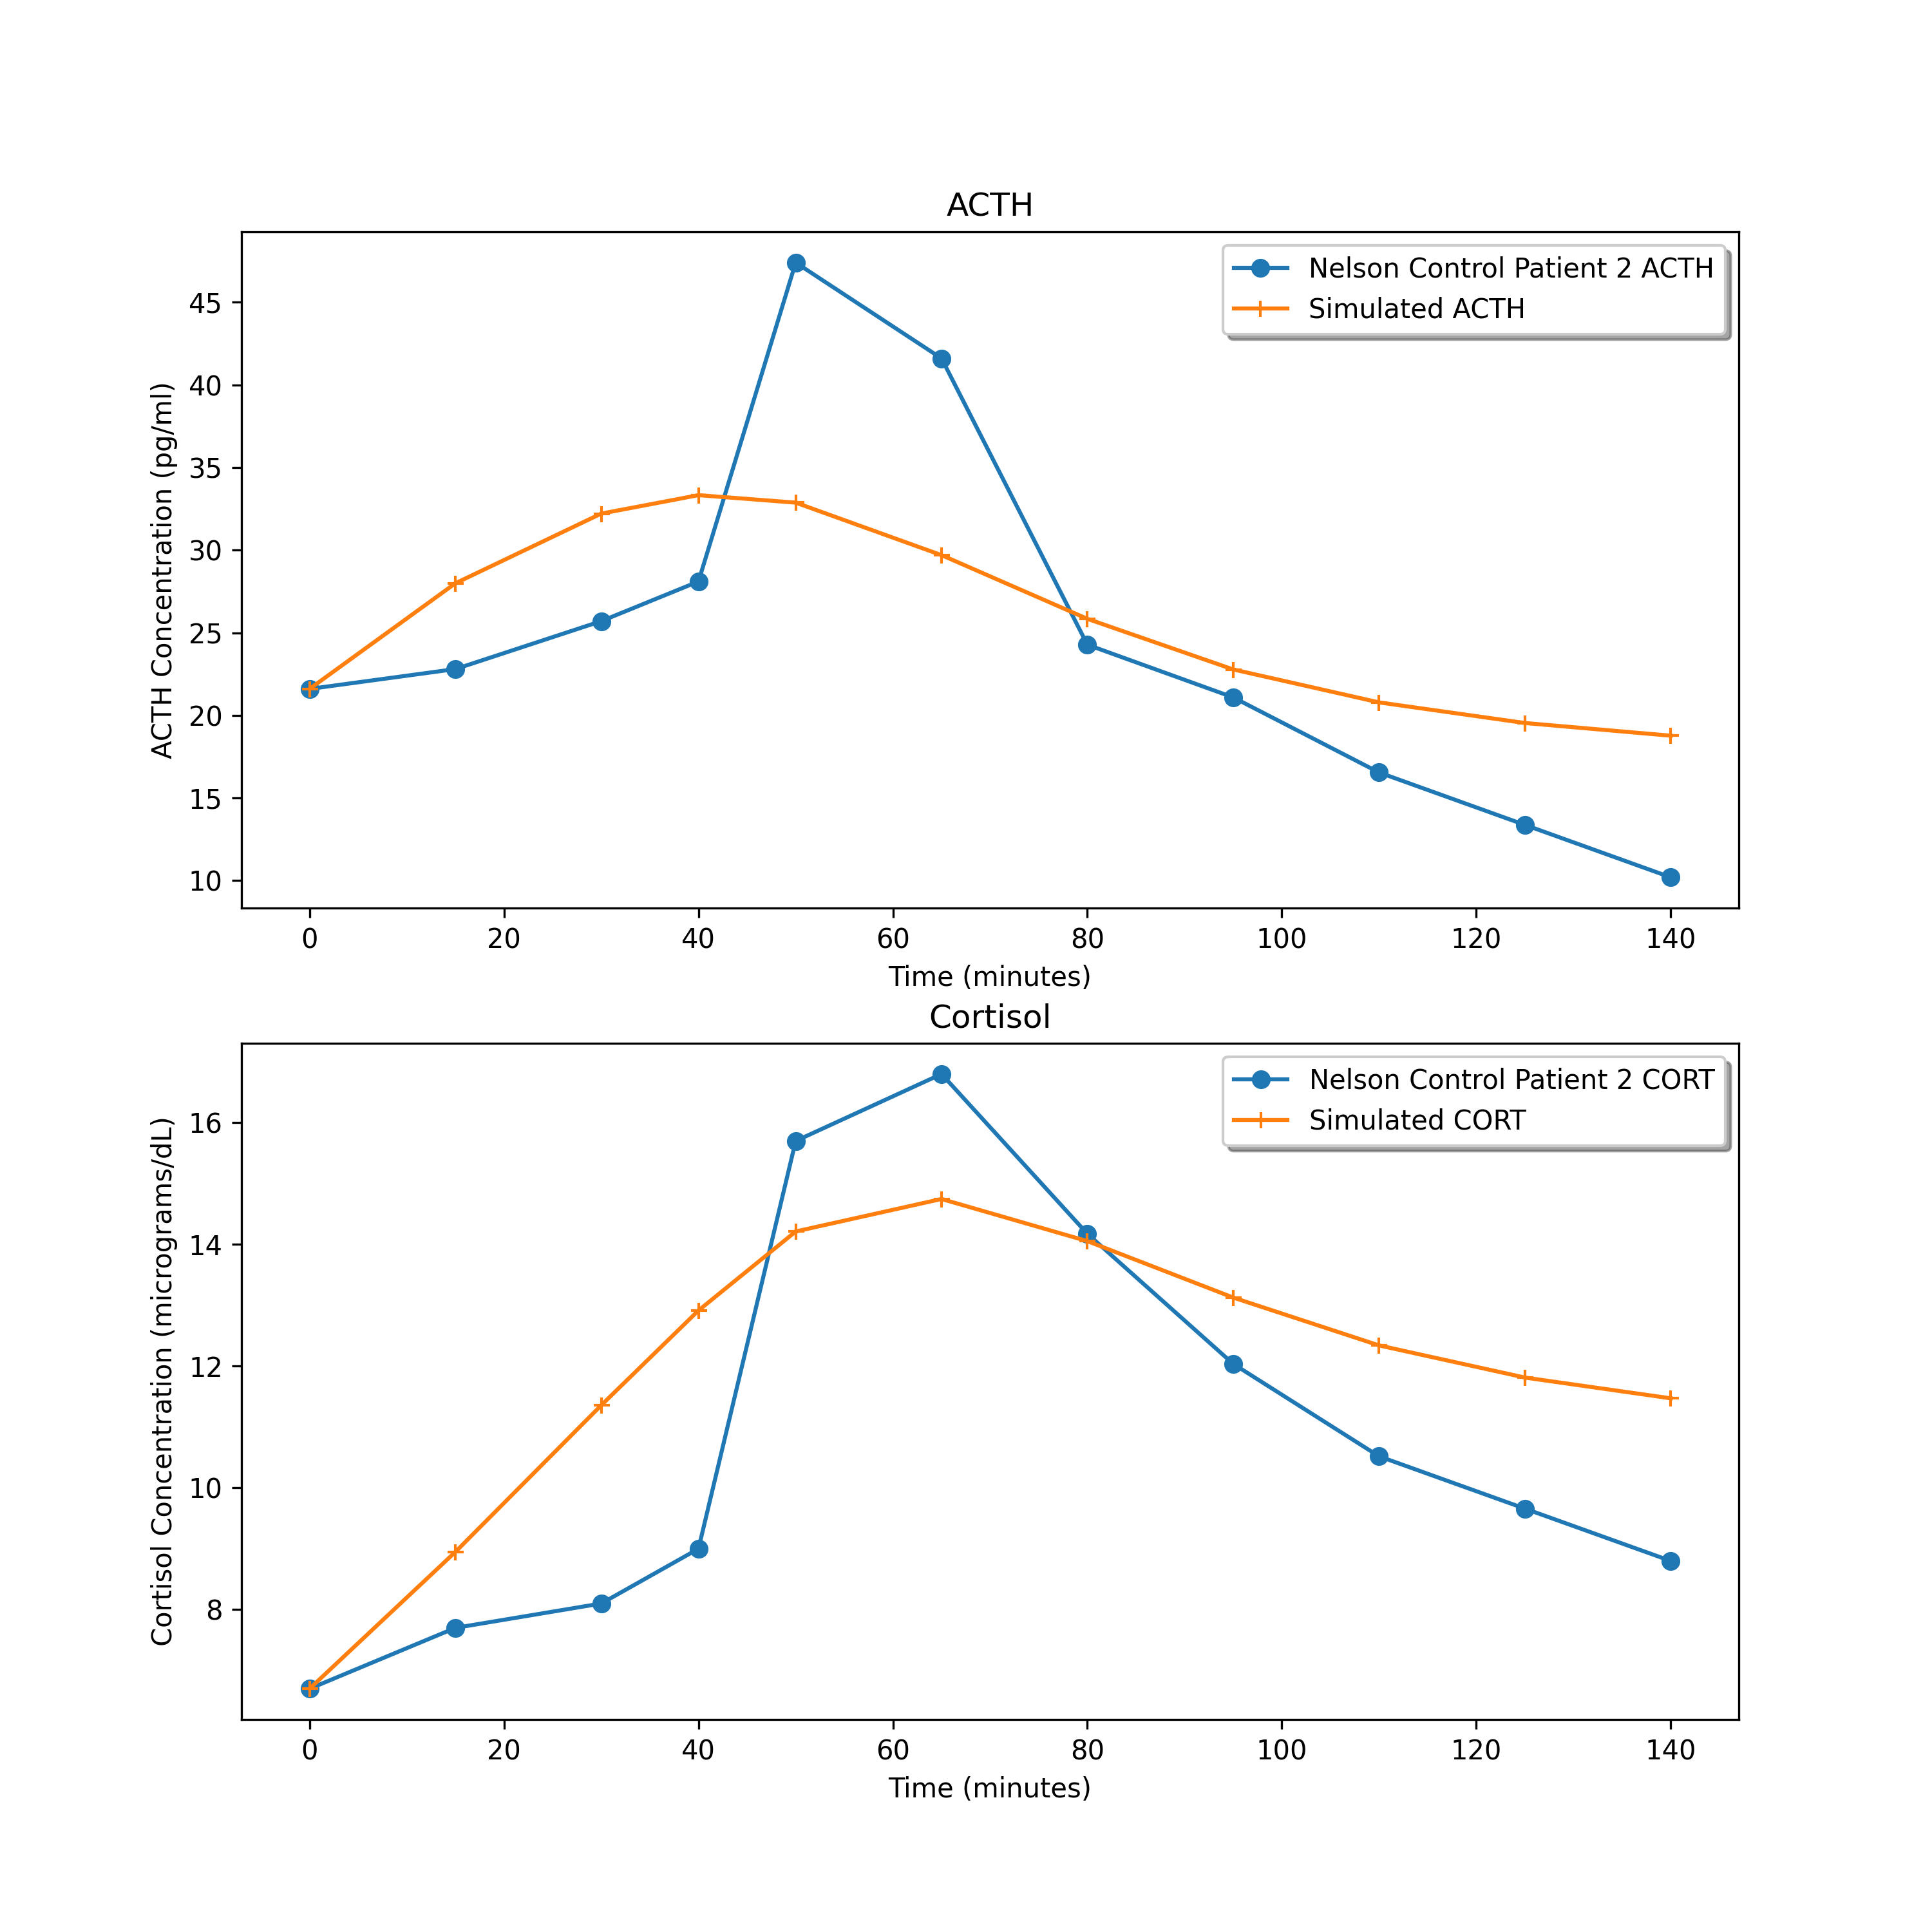 ACTH
Nelson Control Patient 2 ACTH
Simulated ACTH
ACTH Concentration (pg/ml)
45
40
35
30
25
20
15
10
0 20 40 60 80 100 120 140
Time (minutes)
Cortisol
Nelson Control Patient 2 CORT
Simulated CORT
Cortisol Concentration (micrograms/dL)
16
14
12
10
8
0 20 40 60 80 100 120 140
Time (minutes)